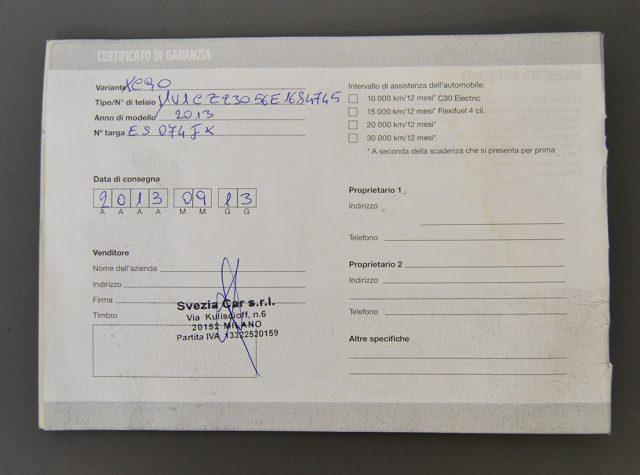 CERTIFICATO DI GARANZIA
Variante XC90
Tipo/N° di telaio YV1CZ23056E1684745
Anno di modello 2013
N° targa
Data di consegna
2013 09 13
A A A A M M G G
Venditore
Nome dell'azienda
Indirizzo
Firma
Timbro
Svezia Car s.r.l.
Via Kuliscioff, n.6
20152 MILANO
Partita IVA 13322520159
Intervallo di assistenza dell'automobile:
10 000 km/12 mesi* C30 Electric
15 000 km/12 mesi* Flexifuel 4 cil.
20 000 km/12 mesi*
30 000 km/12 mesi*
* A seconda della scadenza che si presenta per prima
Proprietario 1
Indirizzo
Telefono
Proprietario 2
Indirizzo
Telefono
Altre specifiche